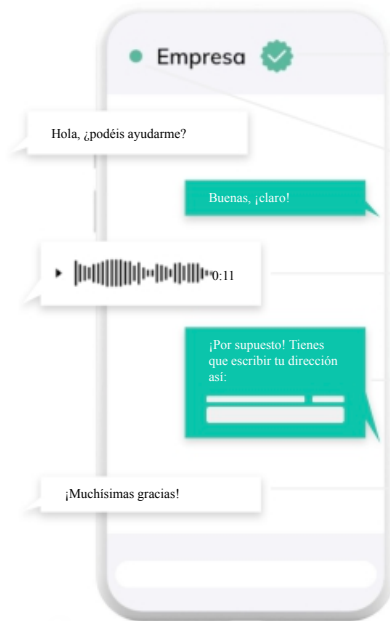 Empresa
Hola, ¿podéis ayudarme?
Buenas, ¡claro!
0:11
¡Por supuesto! Tienes
que escribir tu dirección
así:
¡Muchísimas gracias!